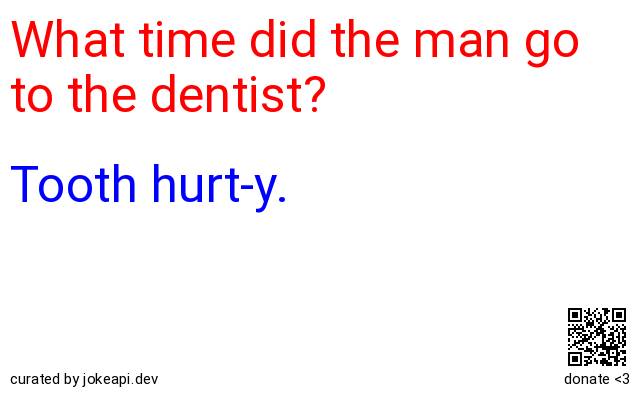 What time did the man go
to the dentist?
Tooth hurt-y.
curated by jokeapi.dev
donate <3